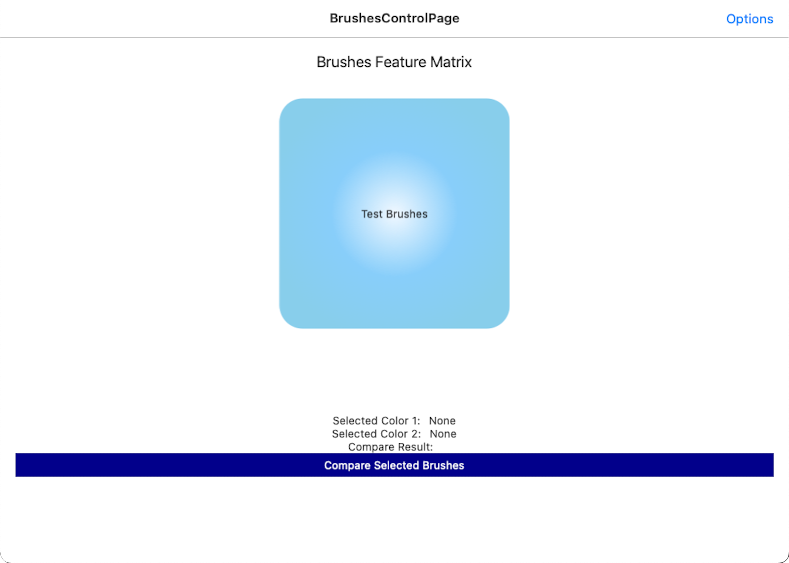 BrushesControlPage
Options
Brushes Feature Matrix
Test Brushes
Selected Color 1: None
Selected Color 2: None
Compare Result:
Compare Selected Brushes